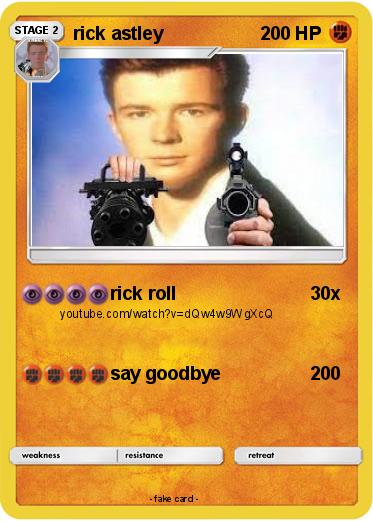 STAGE 2 rick astley 200 HP
rick roll 30x
youtube.com/watch?v=dQw4w9WgXcQ
say goodbye 200
weakness resistance retreat
- fake card -